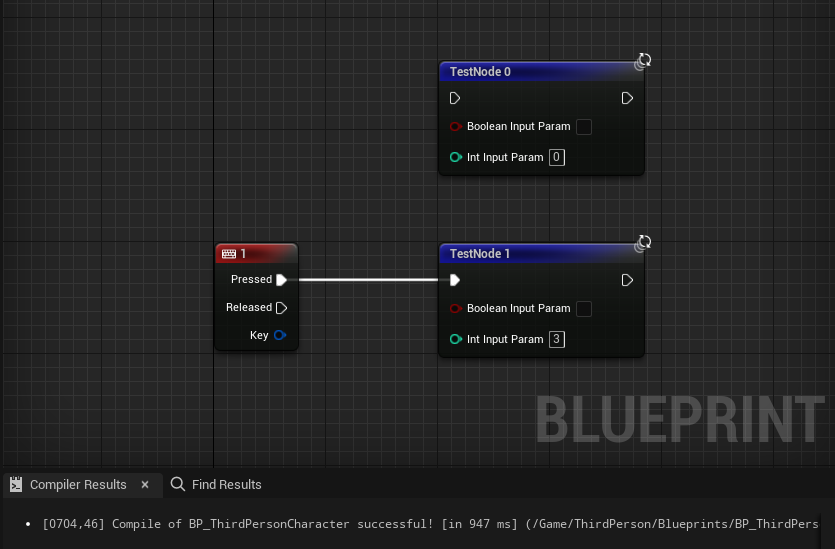 TestNode 0
Boolean Input Param
Int Input Param 0
1
TestNode 1
Pressed
Released
Boolean Input Param
Key
Int Input Param 3
BLUEPRINT
Compiler Results × Find Results
• [0704,46] Compile of BP_ThirdPersonCharacter successful! [in 947 ms] (/Game/ThirdPerson/Blueprints/BP_ThirdPers